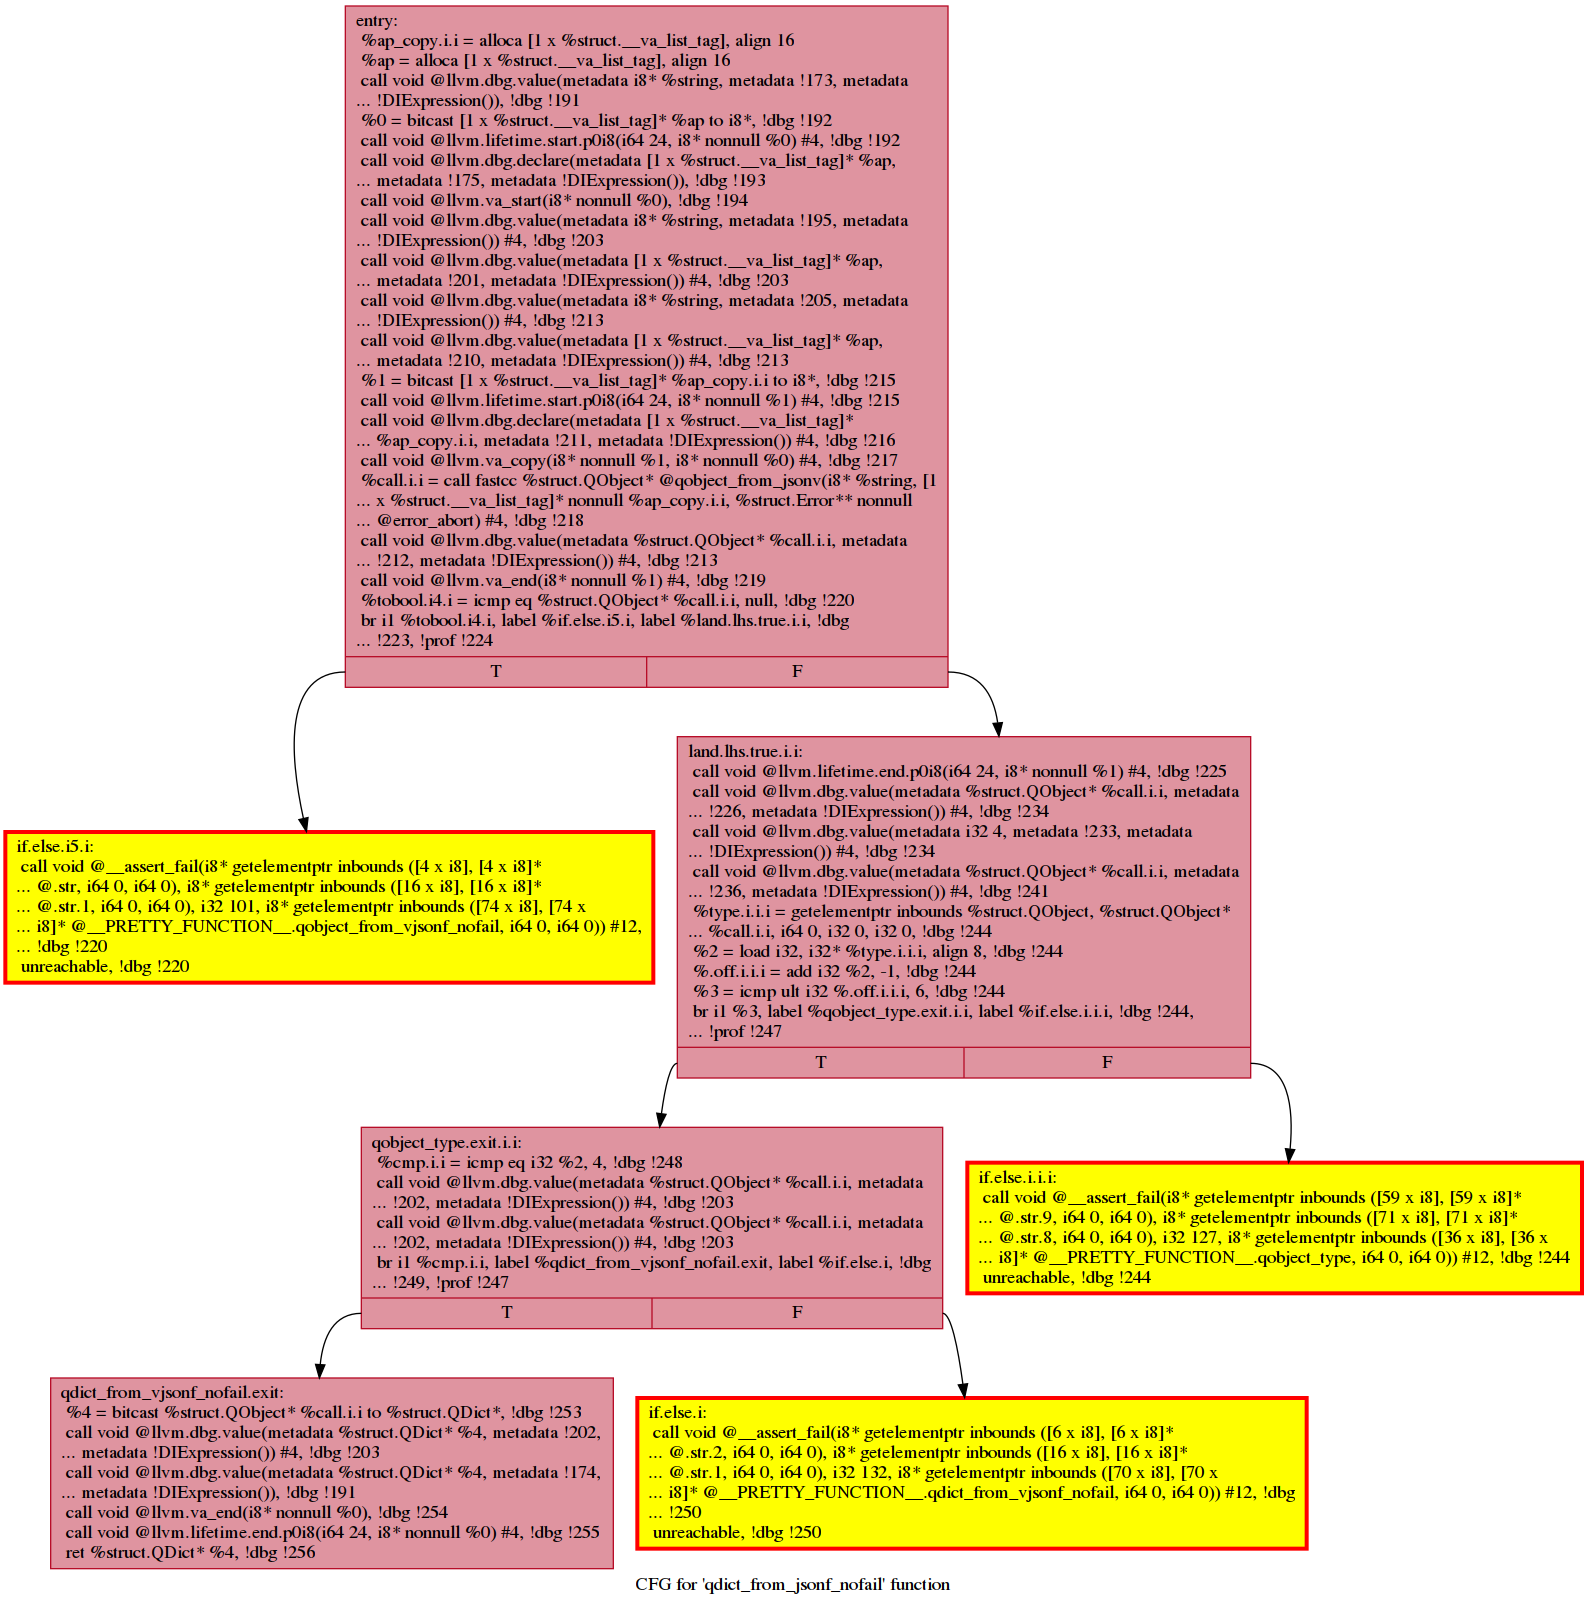 entry:
%ap_copy.i.i = alloca [1 x %struct.__va_list_tag], align 16
%ap = alloca [1 x %struct.__va_list_tag], align 16
call void @llvm.dbg.value(metadata i8* %string, metadata !173, metadata
... !DIExpression()), !dbg !191
%0 = bitcast [1 x %struct.__va_list_tag]* %ap to i8*, !dbg !192
call void @llvm.lifetime.start.p0i8(i64 24, i8* nonnull %0) #4, !dbg !192
call void @llvm.dbg.declare(metadata [1 x %struct.__va_list_tag]* %ap,
... metadata !175, metadata !DIExpression()), !dbg !193
call void @llvm.va_start(i8* nonnull %0), !dbg !194
call void @llvm.dbg.value(metadata i8* %string, metadata !195, metadata
... !DIExpression()) #4, !dbg !203
call void @llvm.dbg.value(metadata [1 x %struct.__va_list_tag]* %ap,
... metadata !201, metadata !DIExpression()) #4, !dbg !203
call void @llvm.dbg.value(metadata i8* %string, metadata !205, metadata
... !DIExpression()) #4, !dbg !213
call void @llvm.dbg.value(metadata [1 x %struct.__va_list_tag]* %ap,
... metadata !210, metadata !DIExpression()) #4, !dbg !213
%1 = bitcast [1 x %struct.__va_list_tag]* %ap_copy.i.i to i8*, !dbg !215
call void @llvm.lifetime.start.p0i8(i64 24, i8* nonnull %1) #4, !dbg !215
call void @llvm.dbg.declare(metadata [1 x %struct.__va_list_tag]*
... %ap_copy.i.i, metadata !211, metadata !DIExpression()) #4, !dbg !216
call void @llvm.va_copy(i8* nonnull %1, i8* nonnull %0) #4, !dbg !217
%call.i.i = call fastcc %struct.QObject* @qobject_from_jsonv(i8* %string, [1
... x %struct.__va_list_tag]* nonnull %ap_copy.i.i, %struct.Error** nonnull
... @error_abort) #4, !dbg !218
call void @llvm.dbg.value(metadata %struct.QObject* %call.i.i, metadata
... !212, metadata !DIExpression()) #4, !dbg !213
call void @llvm.va_end(i8* nonnull %1) #4, !dbg !219
%tobool.i4.i = icmp eq %struct.QObject* %call.i.i, null, !dbg !220
br i1 %tobool.i4.i, label %if.else.i5.i, label %land.lhs.true.i.i, !dbg
... !223, !prof !224
T F
land.lhs.true.i.i:
call void @llvm.lifetime.end.p0i8(i64 24, i8* nonnull %1) #4, !dbg !225
call void @llvm.dbg.value(metadata %struct.QObject* %call.i.i, metadata
... !226, metadata !DIExpression()) #4, !dbg !234
call void @llvm.dbg.value(metadata i32 4, metadata !233, metadata
... !DIExpression()) #4, !dbg !234
call void @llvm.dbg.value(metadata %struct.QObject* %call.i.i, metadata
... !236, metadata !DIExpression()) #4, !dbg !241
%type.i.i.i = getelementptr inbounds %struct.QObject, %struct.QObject*
... %call.i.i, i64 0, i32 0, i32 0, !dbg !244
%2 = load i32, i32* %type.i.i.i, align 8, !dbg !244
%.off.i.i.i = add i32 %2, -1, !dbg !244
%3 = icmp ult i32 %.off.i.i.i, 6, !dbg !244
br i1 %3, label %qobject_type.exit.i.i, label %if.else.i.i.i, !dbg !244,
... !prof !247
T F
if.else.i5.i:
call void @__assert_fail(i8* getelementptr inbounds ([4 x i8], [4 x i8]*
... @.str, i64 0, i64 0), i8* getelementptr inbounds ([16 x i8], [16 x i8]*
... @.str.1, i64 0, i64 0), i32 101, i8* getelementptr inbounds ([74 x i8], [74 x
... i8]* @__PRETTY_FUNCTION__.qobject_from_vjsonf_nofail, i64 0, i64 0)) #12,
... !dbg !220
unreachable, !dbg !220
qobject_type.exit.i.i:
%cmp.i.i = icmp eq i32 %2, 4, !dbg !248
call void @llvm.dbg.value(metadata %struct.QObject* %call.i.i, metadata
... !202, metadata !DIExpression()) #4, !dbg !203
call void @llvm.dbg.value(metadata %struct.QObject* %call.i.i, metadata
... !202, metadata !DIExpression()) #4, !dbg !203
br i1 %cmp.i.i, label %qdict_from_vjsonf_nofail.exit, label %if.else.i, !dbg
... !249, !prof !247
T F
if.else.i.i.i:
call void @__assert_fail(i8* getelementptr inbounds ([59 x i8], [59 x i8]*
... @.str.9, i64 0, i64 0), i8* getelementptr inbounds ([71 x i8], [71 x i8]*
... @.str.8, i64 0, i64 0), i32 127, i8* getelementptr inbounds ([36 x i8], [36 x
... i8]* @__PRETTY_FUNCTION__.qobject_type, i64 0, i64 0)) #12, !dbg !244
unreachable, !dbg !244
qdict_from_vjsonf_nofail.exit:
%4 = bitcast %struct.QObject* %call.i.i to %struct.QDict*, !dbg !253
call void @llvm.dbg.value(metadata %struct.QDict* %4, metadata !202,
... metadata !DIExpression()) #4, !dbg !203
call void @llvm.dbg.value(metadata %struct.QDict* %4, metadata !174,
... metadata !DIExpression()), !dbg !191
call void @llvm.va_end(i8* nonnull %0), !dbg !254
call void @llvm.lifetime.end.p0i8(i64 24, i8* nonnull %0) #4, !dbg !255
ret %struct.QDict* %4, !dbg !256
if.else.i:
call void @__assert_fail(i8* getelementptr inbounds ([6 x i8], [6 x i8]*
... @.str.2, i64 0, i64 0), i8* getelementptr inbounds ([16 x i8], [16 x i8]*
... @.str.1, i64 0, i64 0), i32 132, i8* getelementptr inbounds ([70 x i8], [70 x
... i8]* @__PRETTY_FUNCTION__.qdict_from_vjsonf_nofail, i64 0, i64 0)) #12, !dbg
... !250
unreachable, !dbg !250
CFG for 'qdict_from_jsonf_nofail' function